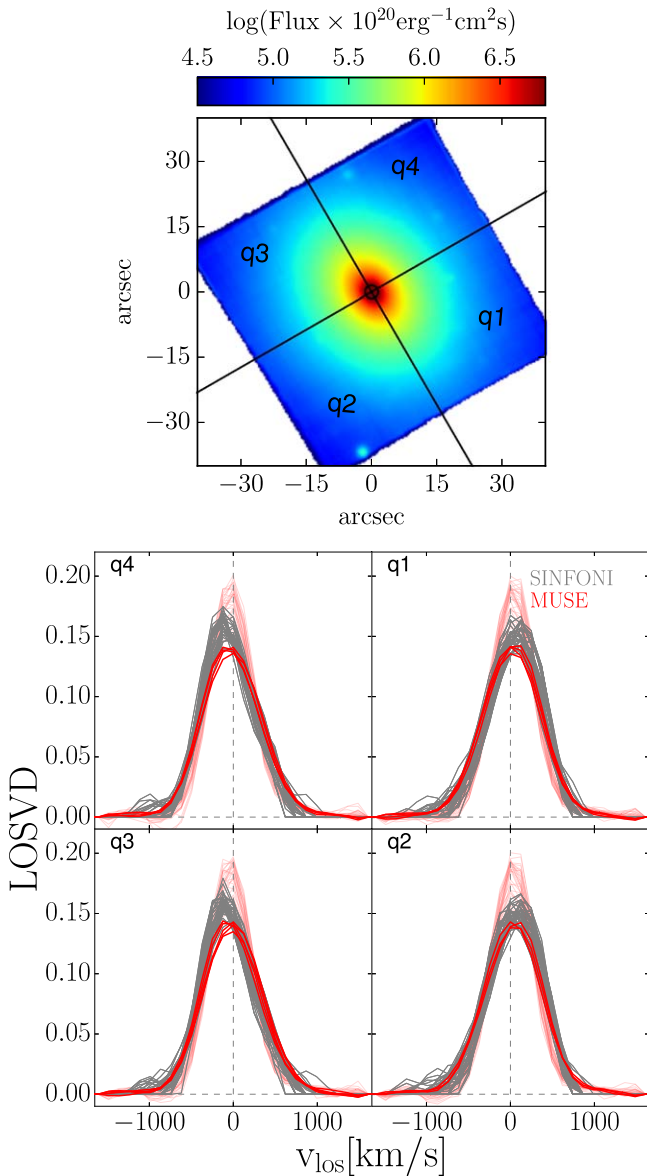 log(Flux × 10²⁰erg⁻¹cm²s)
4.5 5.0 5.5 6.0 6.5
30
15
0
−15
−30
arcsec
q4
q3
q1
q2
−30 −15 0 15 30
arcsec
q4 q1
SINFONI
MUSE
0.20
0.15
0.10
0.05
0.00
q3 q2
0.20
0.15
0.10
0.05
0.00
LOSVD
−1000 0 1000 −1000 0 1000
v_los[km/s]